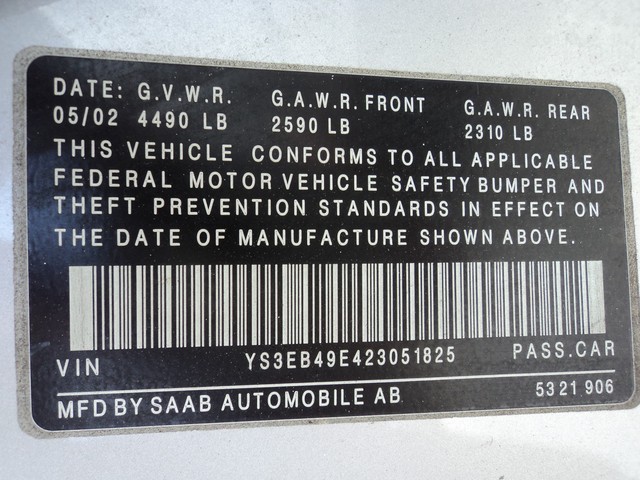 DATE: G.V.W.R. G.A.W.R. FRONT G.A.W.R. REAR
05/02 4490 LB 2590 LB 2310 LB
THIS VEHICLE CONFORMS TO ALL APPLICABLE
FEDERAL MOTOR VEHICLE SAFETY BUMPER AND
THEFT PREVENTION STANDARDS IN EFFECT ON
THE DATE OF MANUFACTURE SHOWN ABOVE.
VIN YS3EB49E423051825 PASS.CAR
MFD BY SAAB AUTOMOBILE AB 5321 906